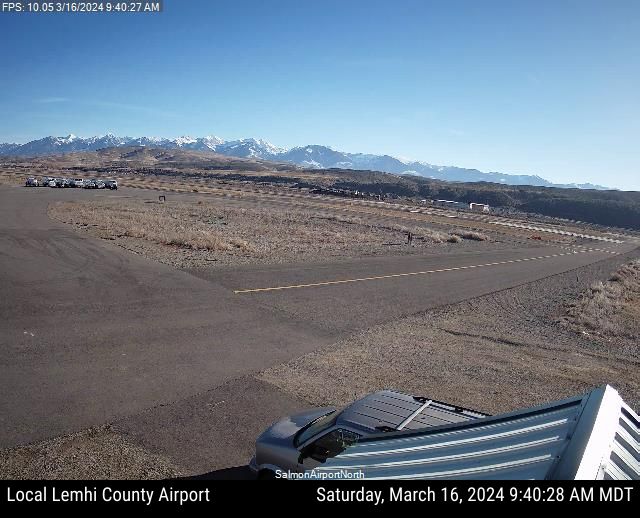 FPS: 10.05 3/16/2024 9:40:27 AM
SalmonAirportNorth
Local Lemhi County Airport
Saturday, March 16, 2024 9:40:28 AM MDT